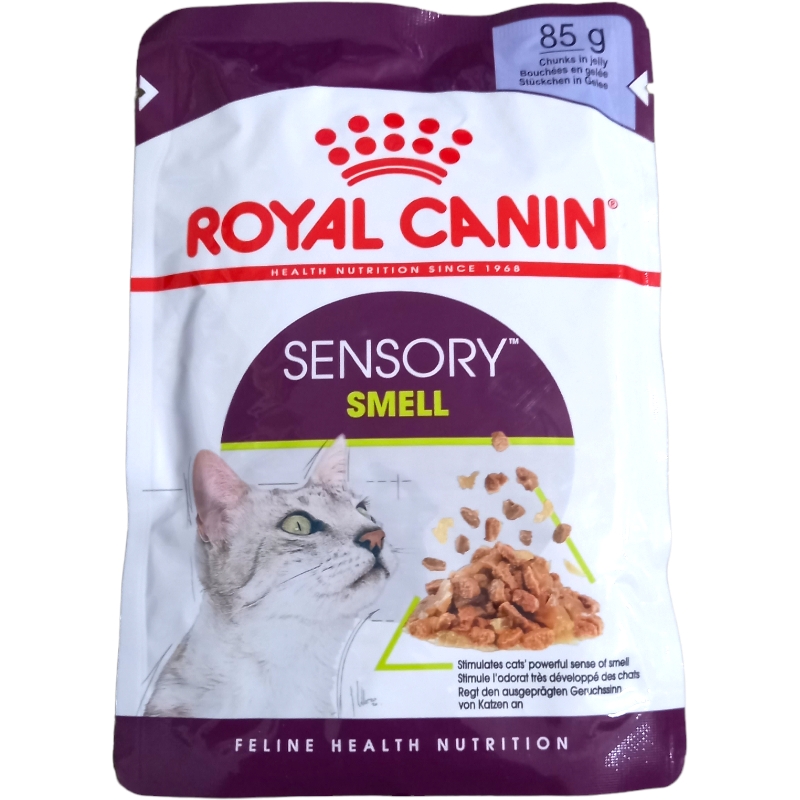 85 g
Chunks in jelly
Bouchées en gelée
Stückchen in Gelee
ROYAL CANIN®
HEALTH NUTRITION SINCE 1968
SENSORY™
SMELL
Stimulates cats' powerful sense of smell
Stimule l'odorat très développé des chats
Regt den ausgeprägten Geruchssinn
von Katzen an
FELINE HEALTH NUTRITION